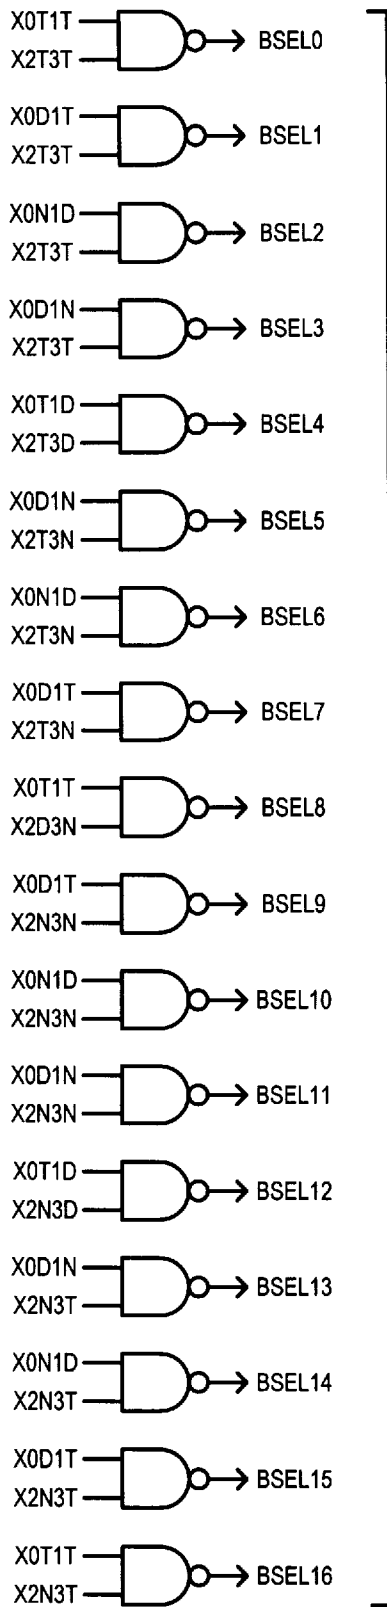 X0T1T
BSEL0
X2T3T
X0D1T
BSEL1
X2T3T
X0N1D
BSEL2
X2T3T
X0D1N
BSEL3
X2T3T
X0T1D
BSEL4
X2T3D
X0D1N
BSEL5
X2T3N
X0N1D
BSEL6
X2T3N
X0D1T
BSEL7
X2T3N
X0T1T
BSEL8
X2D3N
X0D1T
BSEL9
X2N3N
X0N1D
BSEL10
X2N3N
X0D1N
BSEL11
X2N3N
X0T1D
BSEL12
X2N3D
X0D1N
BSEL13
X2N3T
X0N1D
BSEL14
X2N3T
X0D1T
BSEL15
X2N3T
X0T1T
BSEL16
X2N3T